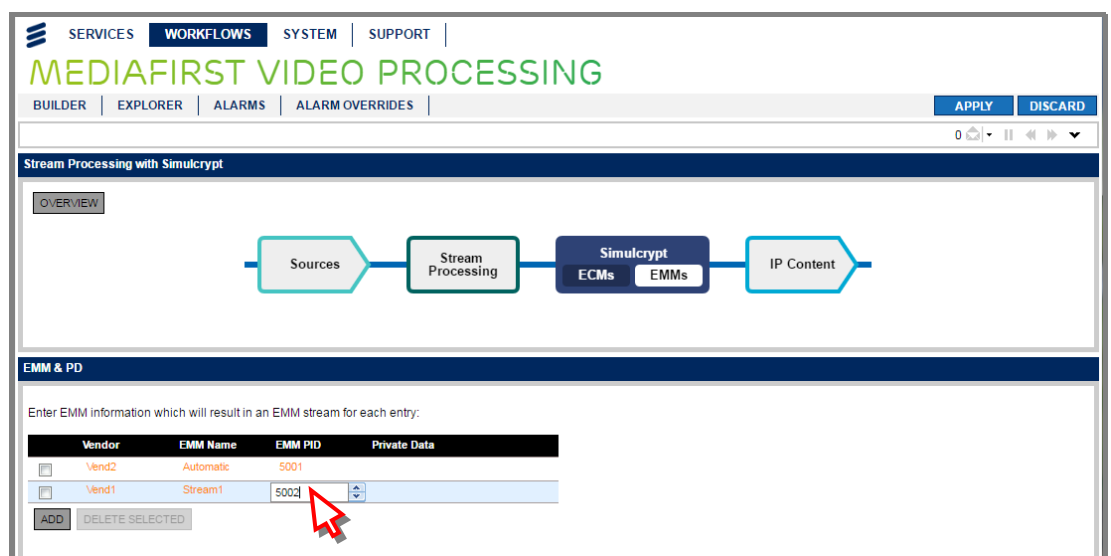 SERVICES WORKFLOWS SYSTEM SUPPORT
MEDIAFIRST VIDEO PROCESSING
BUILDER EXPLORER ALARMS ALARM OVERRIDES APPLY DISCARD
0
Stream Processing with Simulcrypt
OVERVIEW
Sources
Stream
Processing
Simulcrypt
ECMs EMMs
IP Content
EMM & PD
Enter EMM information which will result in an EMM stream for each entry:
Vendor EMM Name EMM PID Private Data
Vend2 Automatic 5001
Vend1 Stream1 5002
ADD DELETE SELECTED